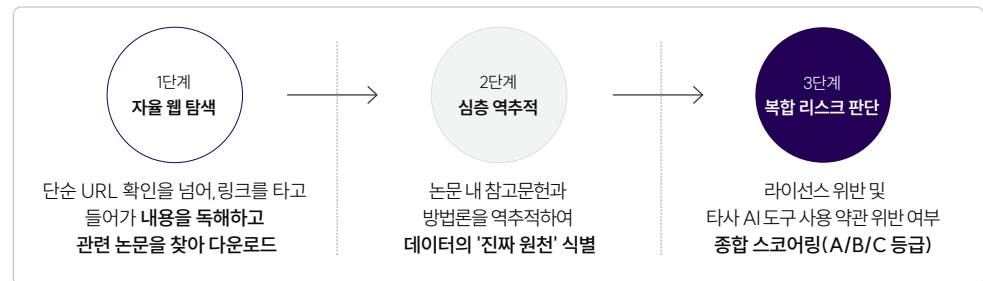 1단계
자율 웹 탐색
단순 URL 확인을 넘어, 링크를 타고
들어가 내용을 독해하고
관련 논문을 찾아 다운로드
2단계
심층 역추적
논문 내 참고문헌과
방법론을 역추적하여
데이터의 '진짜 원천' 식별
3단계
복합 리스크 판단
라이선스 위반 및
타사 AI 도구 사용 약관 위반 여부
종합 스코어링(A/B/C 등급)